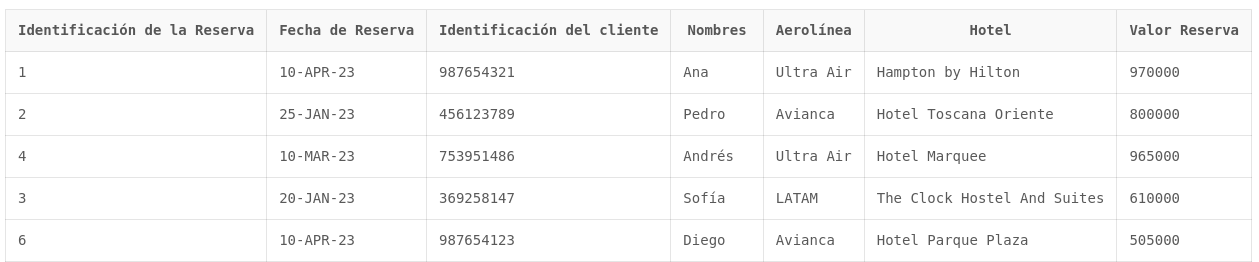 Identificación de la Reserva Fecha de Reserva Identificación del cliente Nombres Aerolínea Hotel Valor Reserva
1 10-APR-23 987654321 Ana Ultra Air Hampton by Hilton 970000
2 25-JAN-23 456123789 Pedro Avianca Hotel Toscana Oriente 800000
4 10-MAR-23 753951486 Andrés Ultra Air Hotel Marquee 965000
3 20-JAN-23 369258147 Sofía LATAM The Clock Hostel And Suites 610000
6 10-APR-23 987654123 Diego Avianca Hotel Parque Plaza 505000